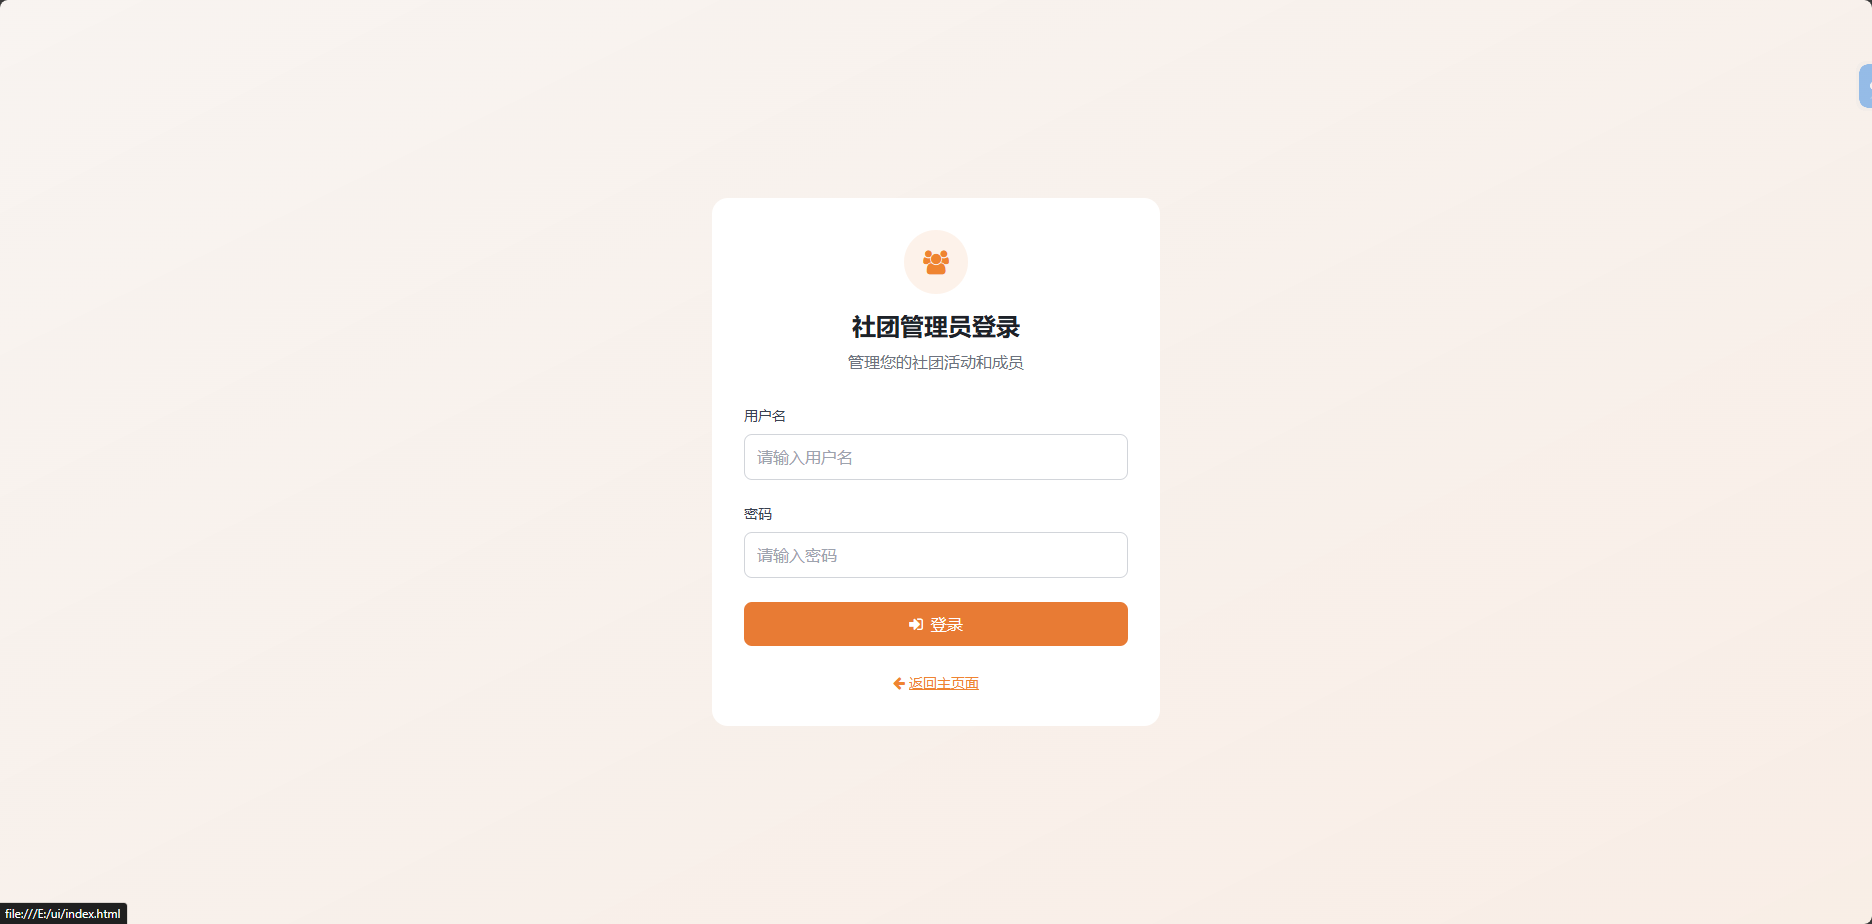 社团管理员登录
管理您的社团活动和成员
用户名
请输入用户名
密码
请输入密码
登录
返回主页面
file:///E:/ui/index.html